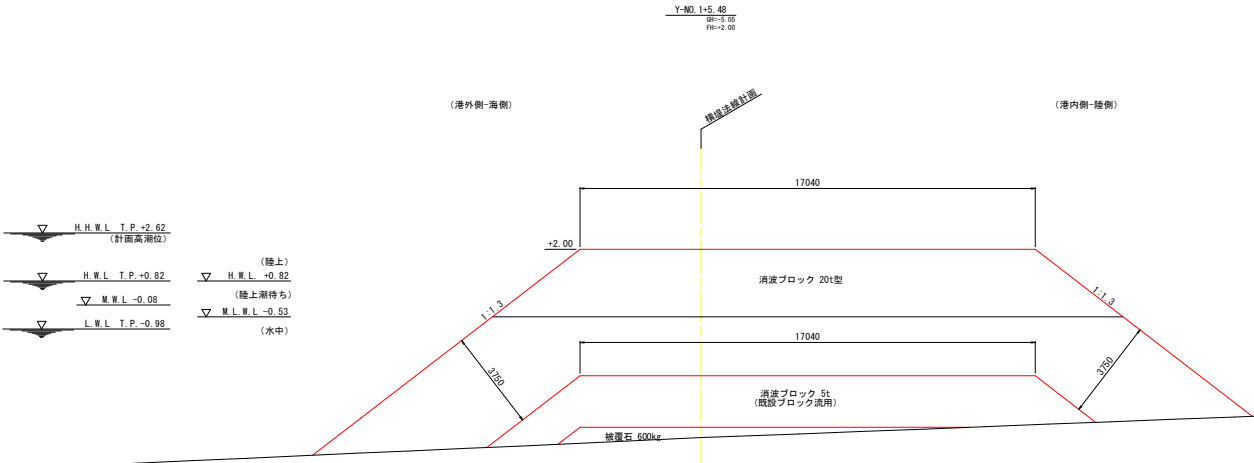 Y-NO.1+5.48
GH=-5.05
FH=+2.00
(港外側-海側)
横堤法線計画
(港内側-陸側)
17040
H.H.W.L T.P.+2.62
(計画高潮位)
+2.00
(陸上)
H.W.L T.P.+0.82
H.W.L. +0.82
消波ブロック 20t型
(陸上潮待ち)
M.W.L -0.08
1:1.3
1:1.3
M.L.W.L -0.53
L.W.L T.P.-0.98
(水中)
17040
3750
3750
消波ブロック 5t
(既設ブロック流用)
被覆石 600kg